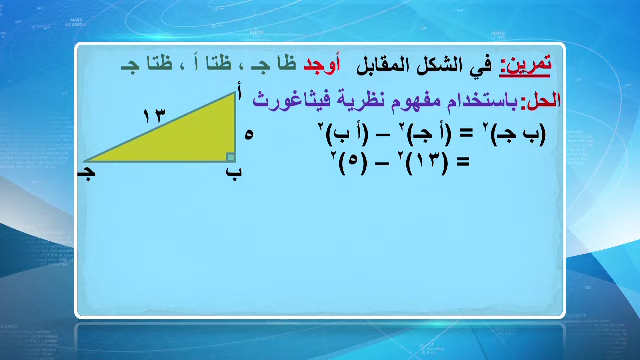 تمرين: في الشكل المقابل أوجد ظا جـ ، ظتا أ ، ظتا جـ
الحل: باستخدام مفهوم نظرية فيثاغورث
(ب جـ)٢ = (أ جـ)٢ – (أ ب)٢
= (١٣)٢ – (٥)٢
أ
١٣
٥
جـ
ب